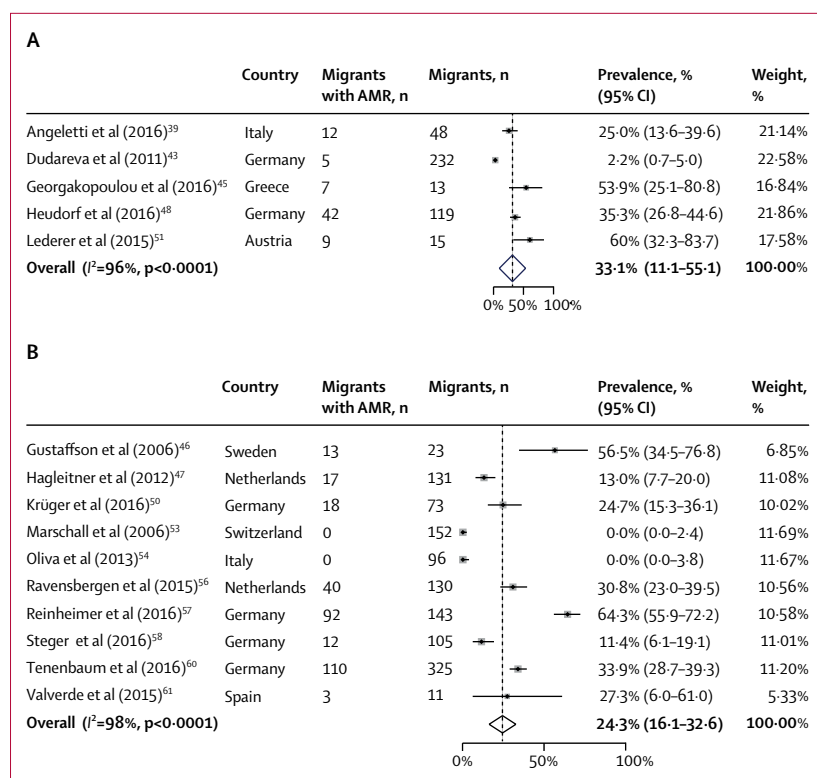 A
Country Migrants with AMR, n Migrants, n Prevalence, % (95% CI) Weight, %
Angeletti et al (2016)39 Italy 12 48 25·0% (13·6–39·6) 21·14%
Dudareva et al (2011)43 Germany 5 232 2·2% (0·7–5·0) 22·58%
Georgakopoulou et al (2016)45 Greece 7 13 53·9% (25·1–80·8) 16·84%
Heudorf et al (2016)48 Germany 42 119 35·3% (26·8–44·6) 21·86%
Lederer et al (2015)51 Austria 9 15 60% (32·3–83·7) 17·58%
Overall (I2=96%, p<0·0001) 33·1% (11·1–55·1) 100·00%
0% 50% 100%
B
Country Migrants with AMR, n Migrants, n Prevalence, % (95% CI) Weight, %
Gustaffson et al (2006)46 Sweden 13 23 56·5% (34·5–76·8) 6·85%
Hagleitner et al (2012)47 Netherlands 17 131 13·0% (7·7–20·0) 11·08%
Krüger et al (2016)50 Germany 18 73 24·7% (15·3–36·1) 10·02%
Marschall et al (2006)53 Switzerland 0 152 0·0% (0·0–2·4) 11·69%
Oliva et al (2013)54 Italy 0 96 0·0% (0·0–3·8) 11·67%
Ravensbergen et al (2015)56 Netherlands 40 130 30·8% (23·0–39·5) 10·56%
Reinheimer et al (2016)57 Germany 92 143 64·3% (55·9–72·2) 10·58%
Steger et al (2016)58 Germany 12 105 11·4% (6·1–19·1) 11·01%
Tenenbaum et al (2016)60 Germany 110 325 33·9% (28·7–39·3) 11·20%
Valverde et al (2015)61 Spain 3 11 27·3% (6·0–61·0) 5·33%
Overall (I2=98%, p<0·0001) 24·3% (16·1–32·6) 100·00%
0% 50% 100%